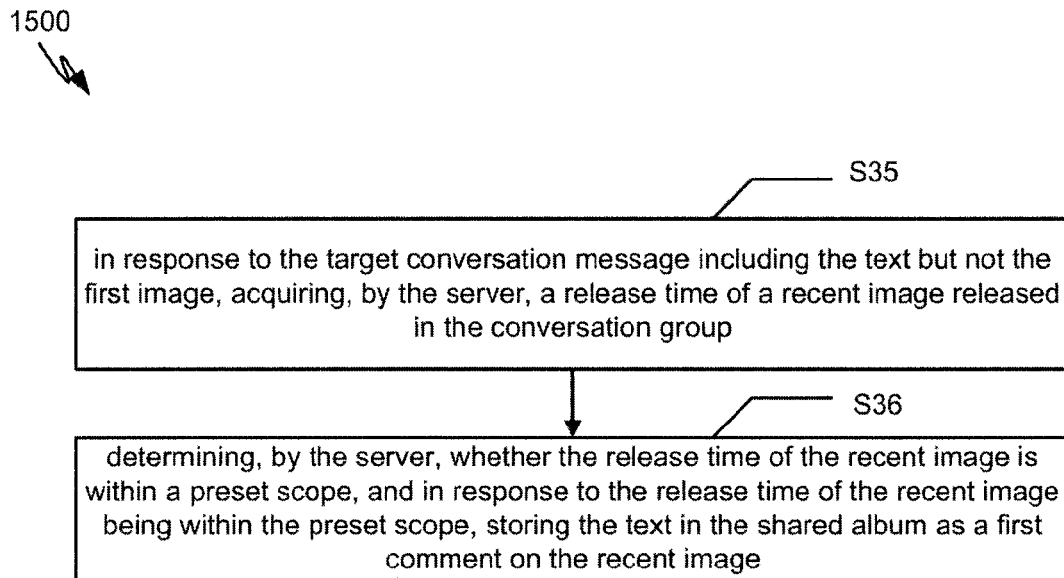 1500
S35
in response to the target conversation message including the text but not the
first image, acquiring, by the server, a release time of a recent image released
in the conversation group
S36
determining, by the server, whether the release time of the recent image is
within a preset scope, and in response to the release time of the recent image
being within the preset scope, storing the text in the shared album as a first
comment on the recent image